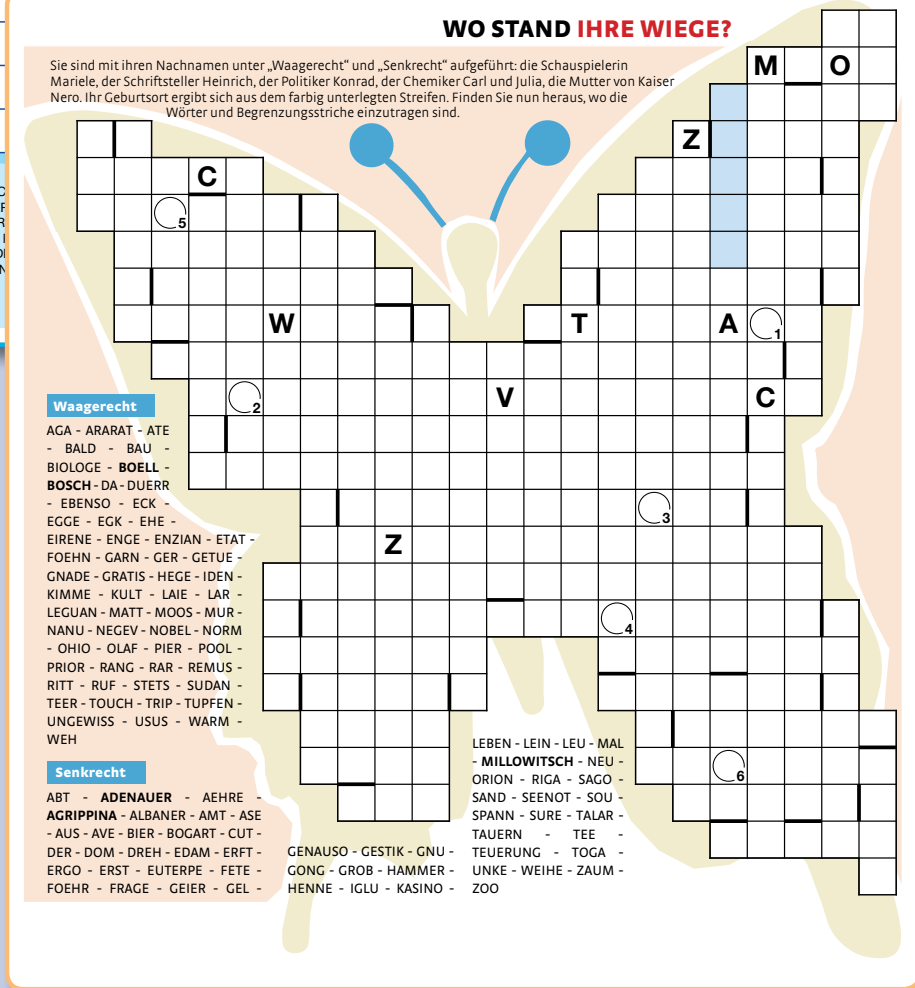 WO STAND IHRE WIEGE?
Sie sind mit ihren Nachnamen unter „Waagerecht“ und „Senkrecht“ aufgeführt: die Schauspielerin
Mariele, der Schriftsteller Heinrich, der Politiker Konrad, der Chemiker Carl und Julia, die Mutter von Kaiser
Nero. Ihr Geburtsort ergibt sich aus dem farbig unterlegten Streifen. Finden Sie nun heraus, wo die
Wörter und Begrenzungsstriche einzutragen sind.
M O
Z
C
5
W T A 1
2 V C
3
Z
4
6
Waagerecht
AGA - ARARAT - ATE
- BALD - BAU -
BIOLOGE - BOELL -
BOSCH - DA - DUERR
- EBENSO - ECK -
EGGE - EGK - EHE -
EIRENE - ENGE - ENZIAN - ETAT -
FOEHN - GARN - GER - GETUE -
GNADE - GRATIS - HEGE - IDEN -
KIMME - KULT - LAIE - LAR -
LEGUAN - MATT - MOOS - MUR -
NANU - NEGEV - NOBEL - NORM
- OHIO - OLAF - PIER - POOL -
PRIOR - RANG - RAR - REMUS -
RITT - RUF - STETS - SUDAN -
TEER - TOUCH - TRIP - TUPFEN -
UNGEWISS - USUS - WARM -
WEH
Senkrecht
ABT - ADENAUER - AEHRE -
AGRIPPINA - ALBANER - AMT - ASE
- AUS - AVE - BIER - BOGART - CUT -
DER - DOM - DREH - EDAM - ERFT -
ERGO - ERST - EUTERPE - FETE -
FOEHR - FRAGE - GEIER - GEL -
GENAUSO - GESTIK - GNU -
GONG - GROB - HAMMER -
HENNE - IGLU - KASINO -
LEBEN - LEIN - LEU - MAL
- MILLOWITSCH - NEU -
ORION - RIGA - SAGO -
SAND - SEENOT - SOU -
SPANN - SURE - TALAR -
TAUERN - TEE -
TEUERUNG - TOGA -
UNKE - WEIHE - ZAUM -
ZOO